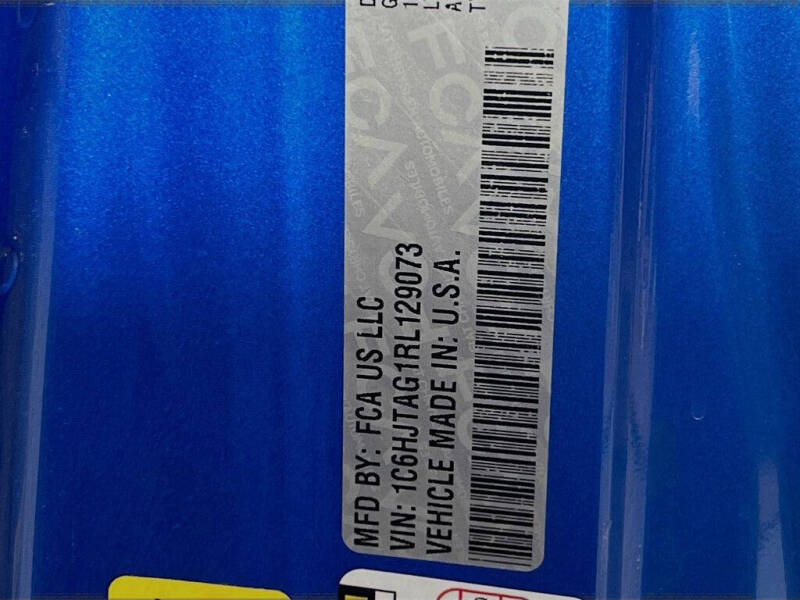 MFD BY: FCA US LLC
VIN: 1C6HJTAG1RL129073
VEHICLE MADE IN: U.S.A.